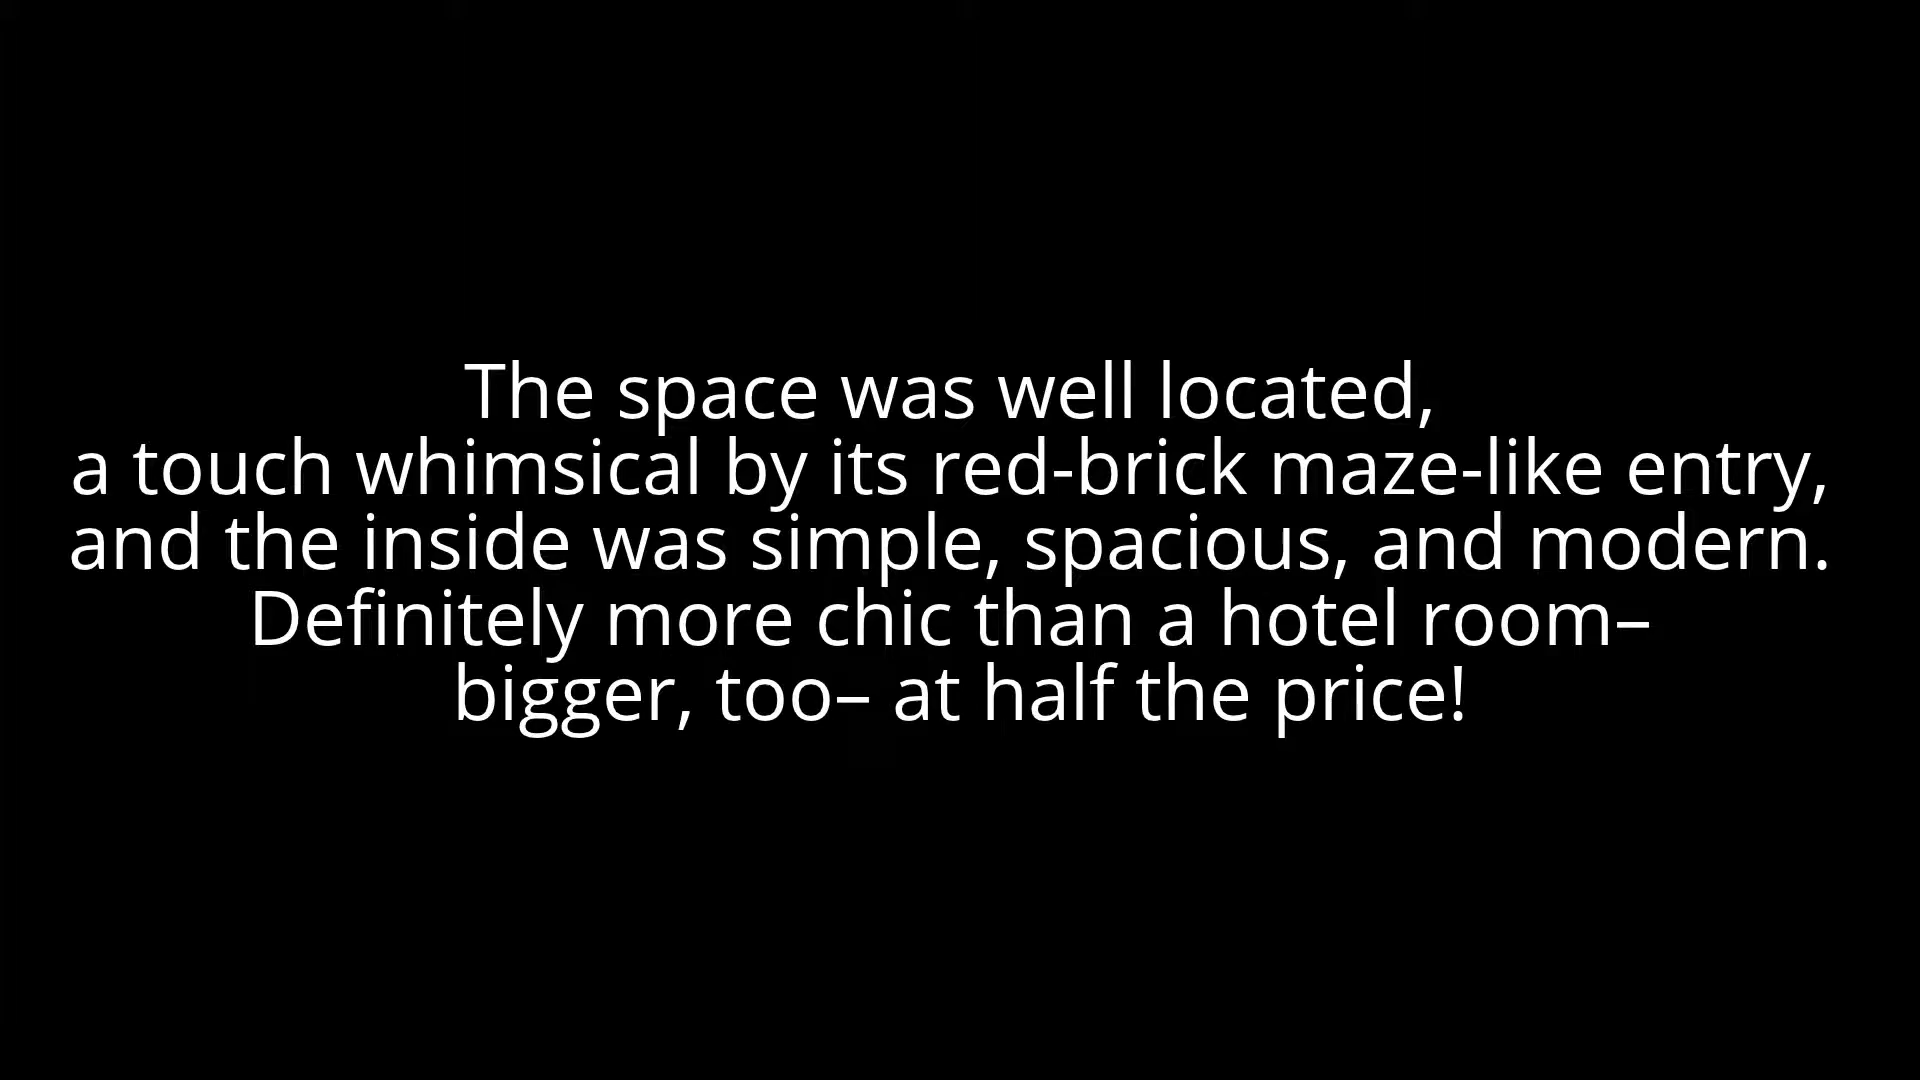 The space was well located,
a touch whimsical by its red-brick maze-like entry,
and the inside was simple, spacious, and modern.
Definitely more chic than a hotel room–
bigger, too– at half the price!